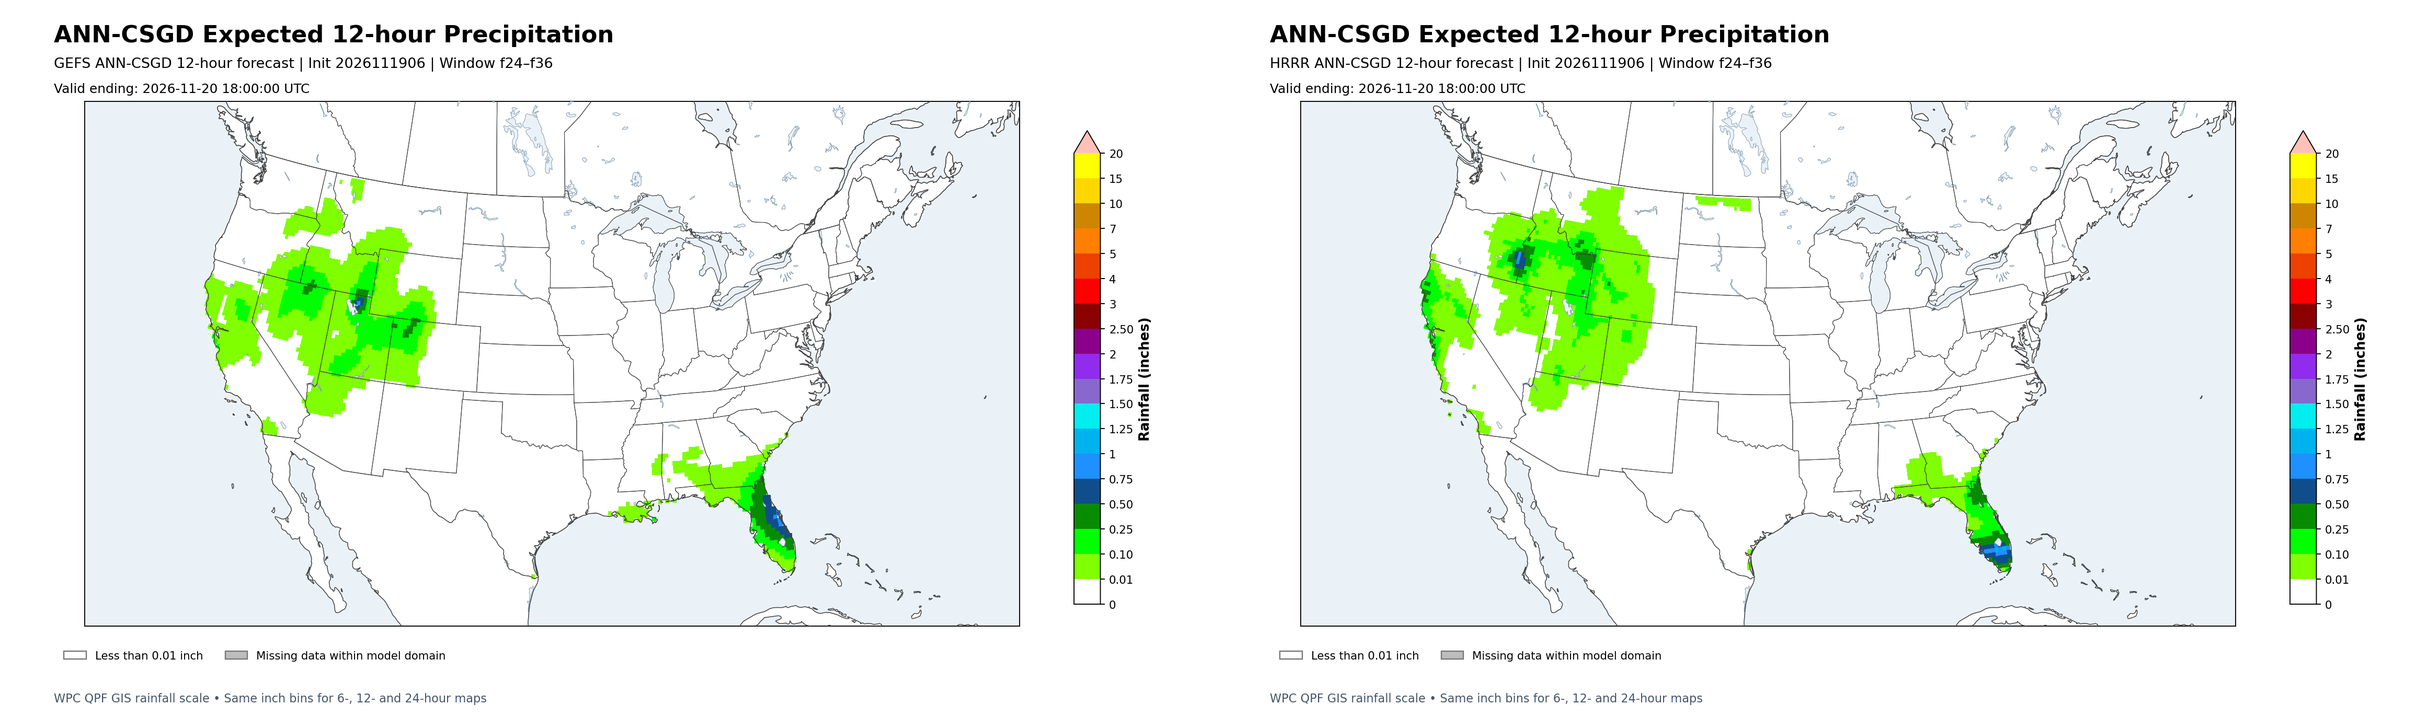 ANN-CSGD Expected 12-hour Precipitation
GEFS ANN-CSGD 12-hour forecast | Init 2026111906 | Window f24–f36
Valid ending: 2026-11-20 18:00:00 UTC
20
15
10
7
5
4
3
2.50
2
1.75
1.50
1.25
1
0.75
0.50
0.25
0.10
0.01
0
Rainfall (inches)
Less than 0.01 inch
Missing data within model domain
WPC QPF GIS rainfall scale • Same inch bins for 6-, 12- and 24-hour maps
ANN-CSGD Expected 12-hour Precipitation
HRRR ANN-CSGD 12-hour forecast | Init 2026111906 | Window f24–f36
Valid ending: 2026-11-20 18:00:00 UTC
20
15
10
7
5
4
3
2.50
2
1.75
1.50
1.25
1
0.75
0.50
0.25
0.10
0.01
0
Rainfall (inches)
Less than 0.01 inch
Missing data within model domain
WPC QPF GIS rainfall scale • Same inch bins for 6-, 12- and 24-hour maps